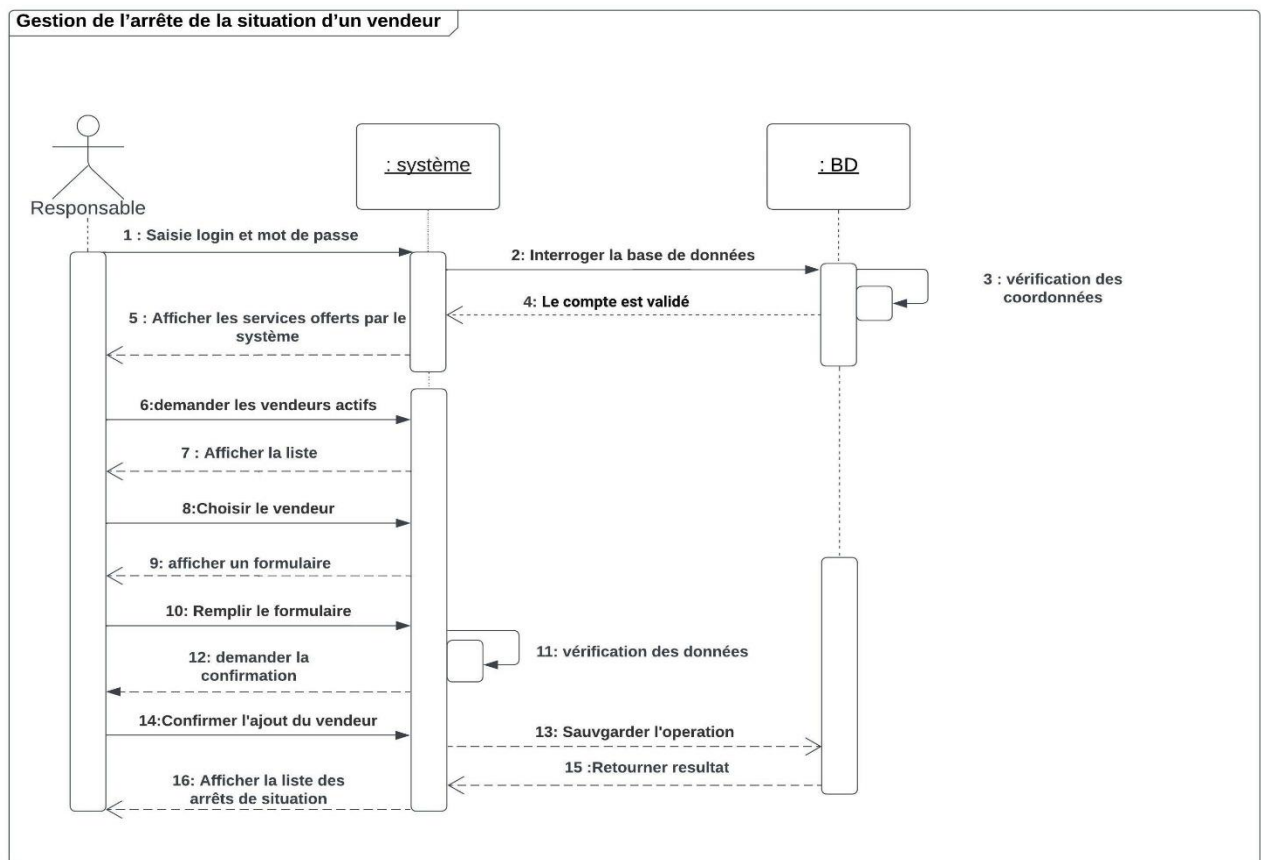 Gestion de l'arrête de la situation d'un vendeur
: système
: BD
Responsable
1 : Saisie login et mot de passe
2: Interroger la base de données
3 : vérification des
coordonnées
4: Le compte est validé
5 : Afficher les services offerts par le
système
6:demander les vendeurs actifs
7 : Afficher la liste
8:Choisir le vendeur
9: afficher un formulaire
10: Remplir le formulaire
11: vérification des données
12: demander la
confirmation
14:Confirmer l'ajout du vendeur
13: Sauvgarder l'operation
15 :Retourner resultat
16: Afficher la liste des
arrêts de situation